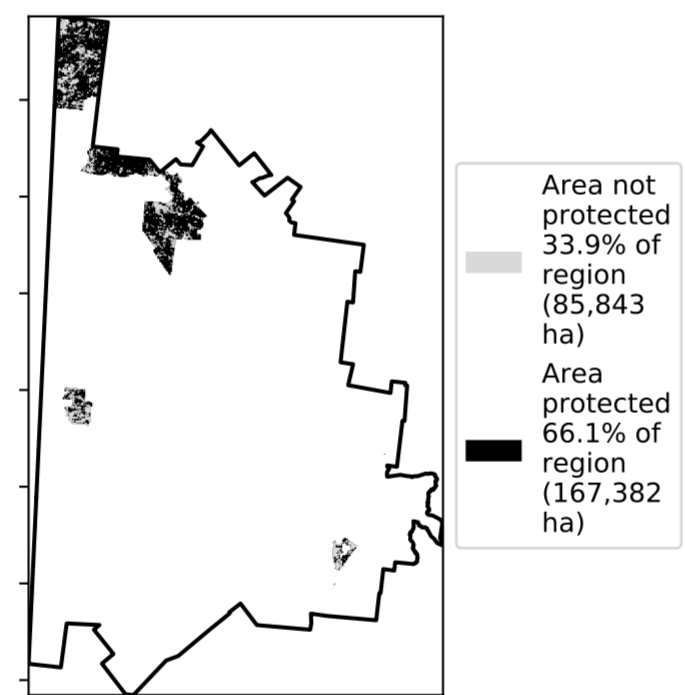 Area not
protected
33.9% of
region
(85,843
ha)
Area
protected
66.1% of
region
(167,382
ha)